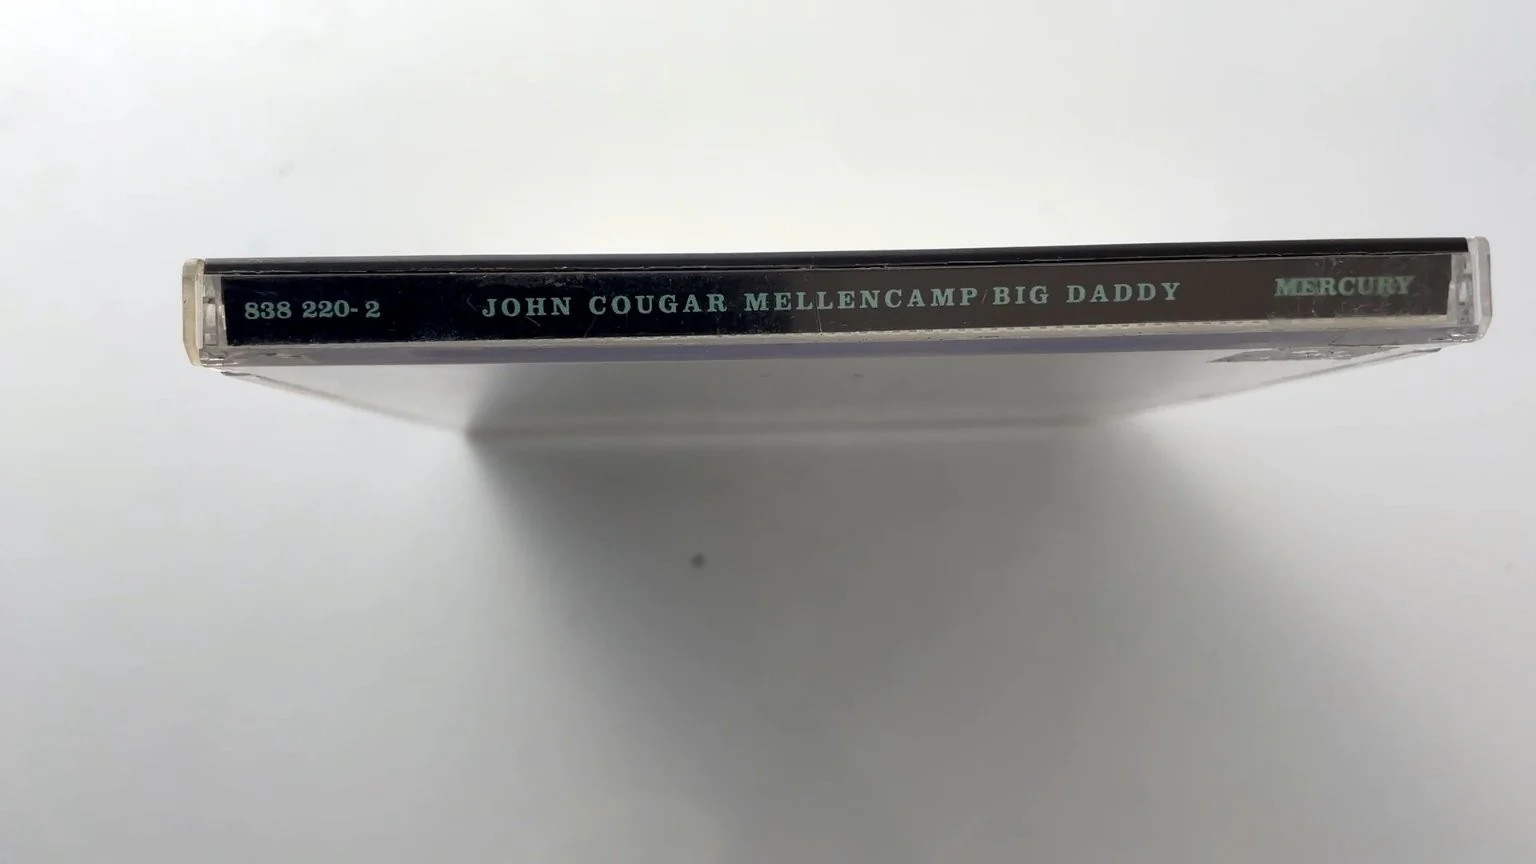 838 220-2 JOHN COUGAR MELLENCAMP/BIG DADDY MERCURY